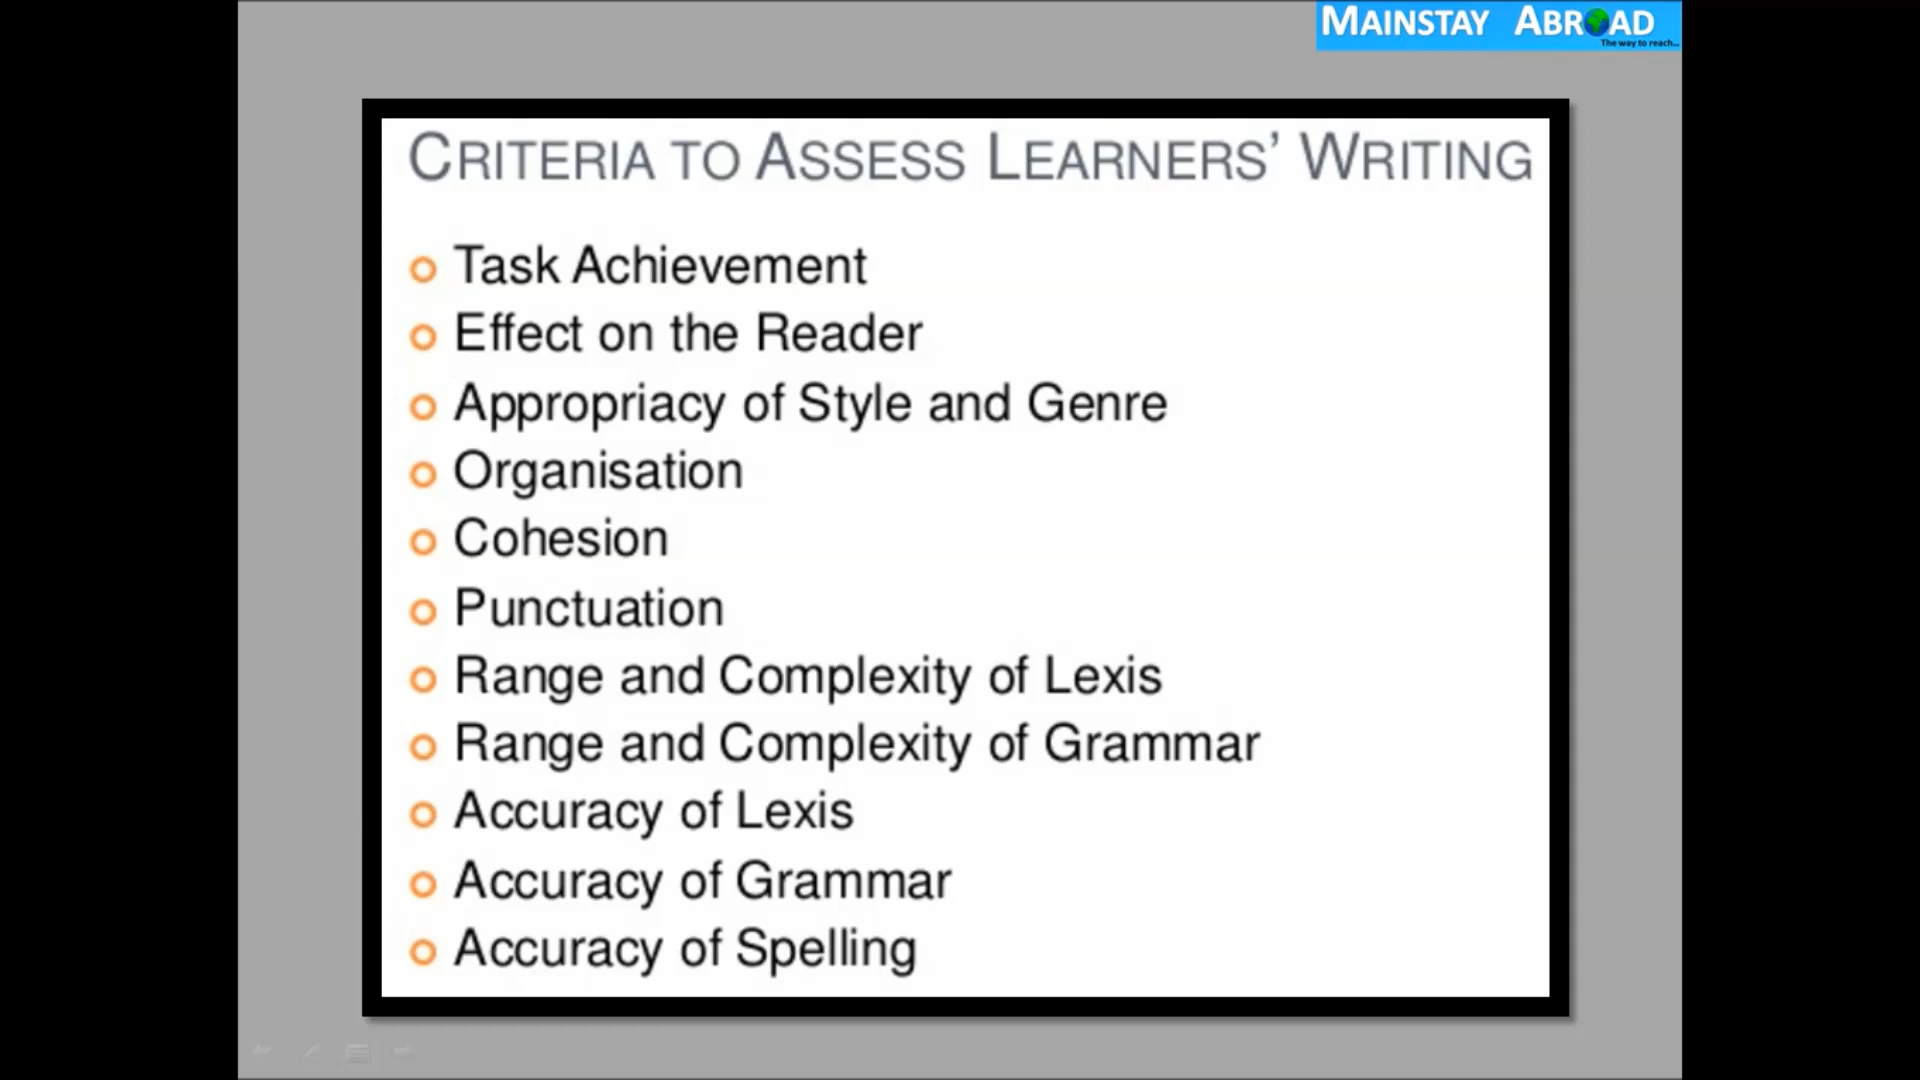 MAINSTAY ABROAD
The way to reach...
CRITERIA TO ASSESS LEARNERS' WRITING
Task Achievement
Effect on the Reader
Appropriacy of Style and Genre
Organisation
Cohesion
Punctuation
Range and Complexity of Lexis
Range and Complexity of Grammar
Accuracy of Lexis
Accuracy of Grammar
Accuracy of Spelling